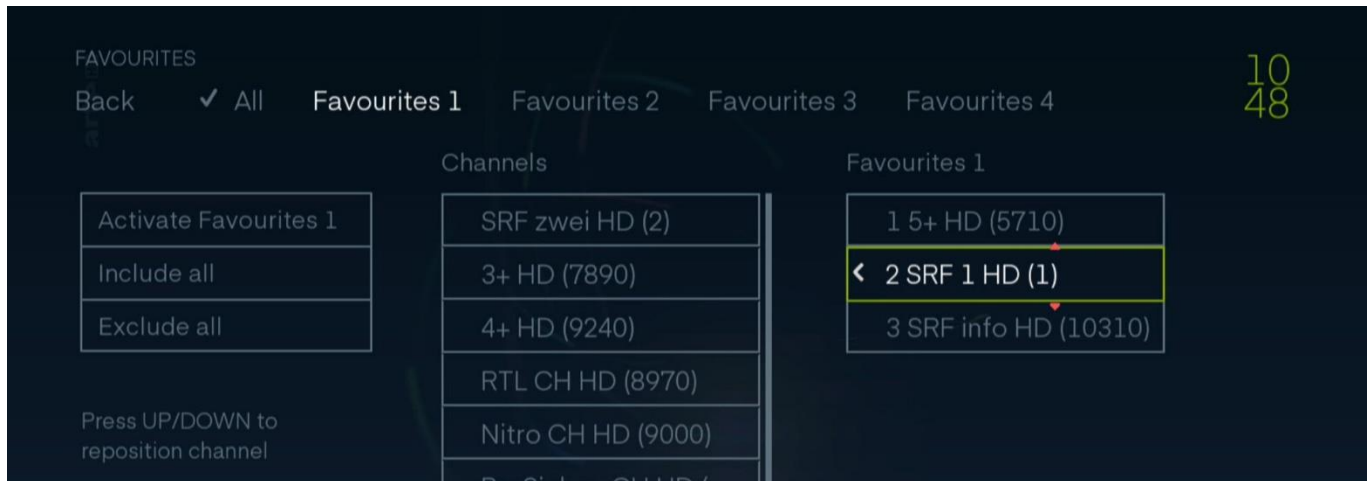 FAVOURITES
Back ✓ All Favourites 1 Favourites 2 Favourites 3 Favourites 4
10
48
Channels
Favourites 1
Activate Favourites 1
Include all
Exclude all
Press UP/DOWN to
reposition channel
SRF zwei HD (2)
3+ HD (7890)
4+ HD (9240)
RTL CH HD (8970)
Nitro CH HD (9000)
1 5+ HD (5710)
2 SRF 1 HD (1)
3 SRF info HD (10310)